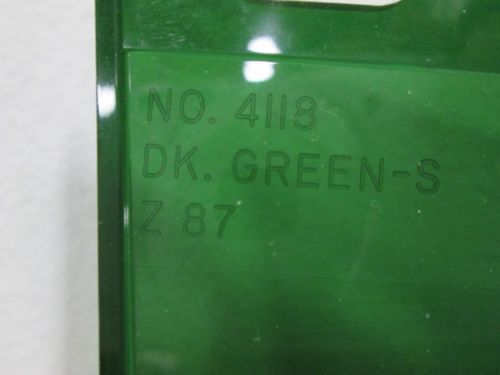 NO. 4118
DK. GREEN-S
Z 87